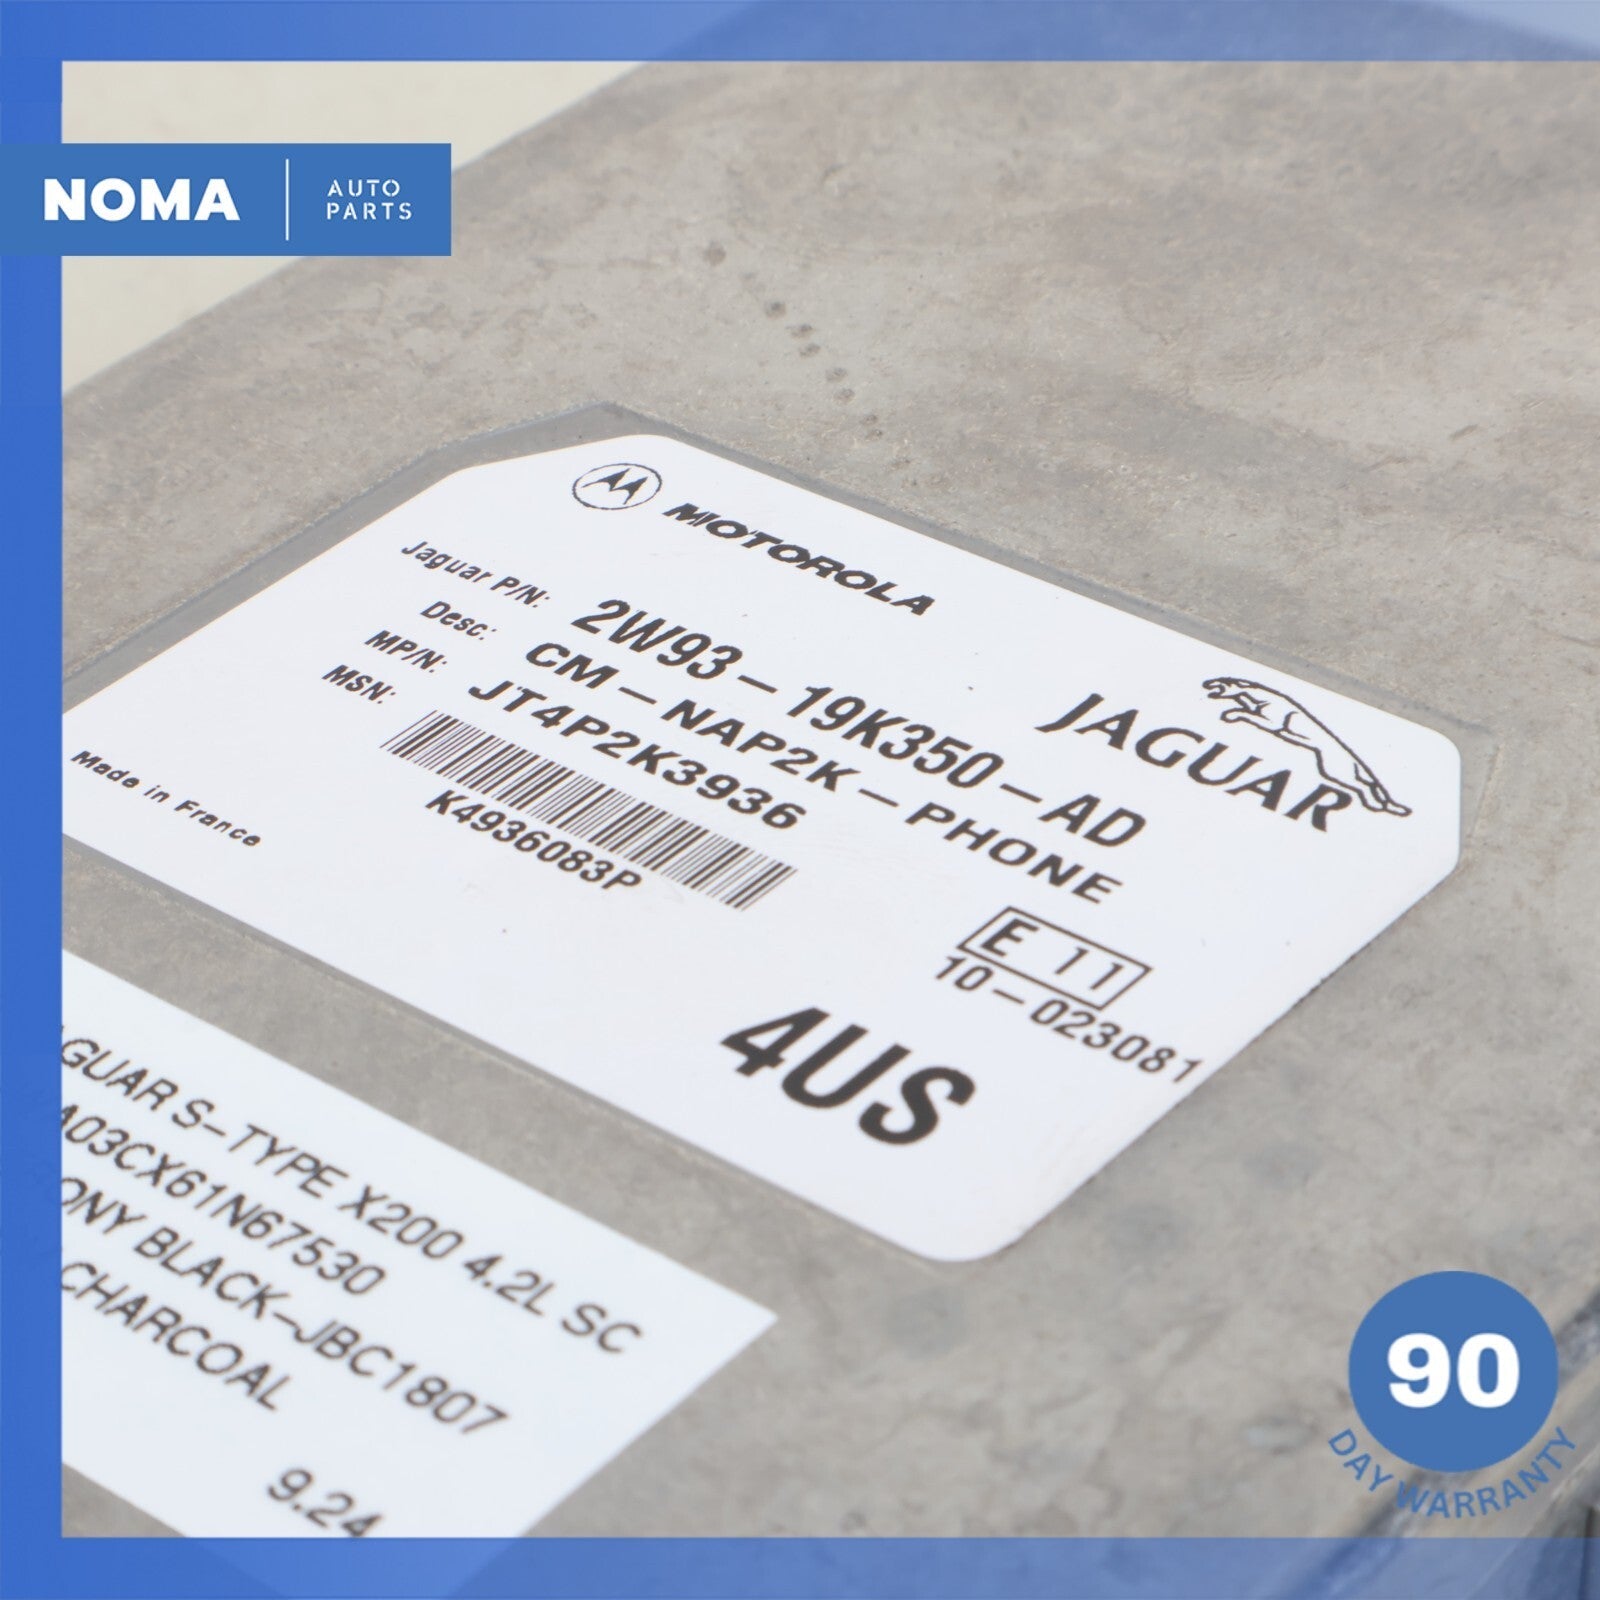 NOMA
AUTO
PARTS
MOTOROLA
JAGUAR
Jaguar P/N: 2W93-19K350-AD
Desc: CM-NAP2K-PHONE
MP/N: JT4P2K3936
MSN:
K4936083P
Made in France
E 11
10-023081
4US
GUAR S-TYPE X200 4.2L SC
A03CX61N67530
ONY BLACK-JBC1807
CHARCOAL
9.24
90
DAY WARRANTY